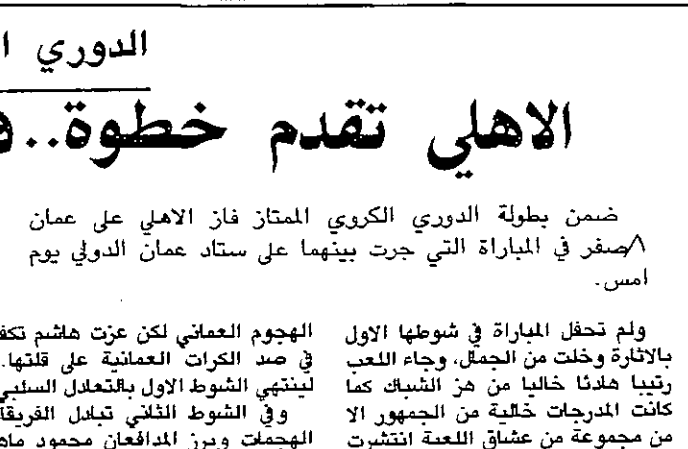 الدوري
الاهلي تقدم خطوة..
ضمن بطولة الدوري الكروي الممتاز فاز الاهلي على عمان
١/صفر في المباراة التي جرت بينهما على ستاد عمان الدولي يوم
امس.
ولم تحفل المباراة في شوطها الاول
بالاثارة وخلت من الجمل، وجاء اللعب
رتيبا هادئا خاليا من هز الشباك كما
كانت المدرجات خالية من الجمهور الا
من مجموعة من عشاق اللعبة انتشرت
الهجوم العماني لكن عزت هاشم
في صد الكرات العمانية على قلتها.
لينتهي الشوط الاول بالتعادل السلبي
وفي الشوط الثاني تبادل
الهجمات وبرز المدافعان محمود